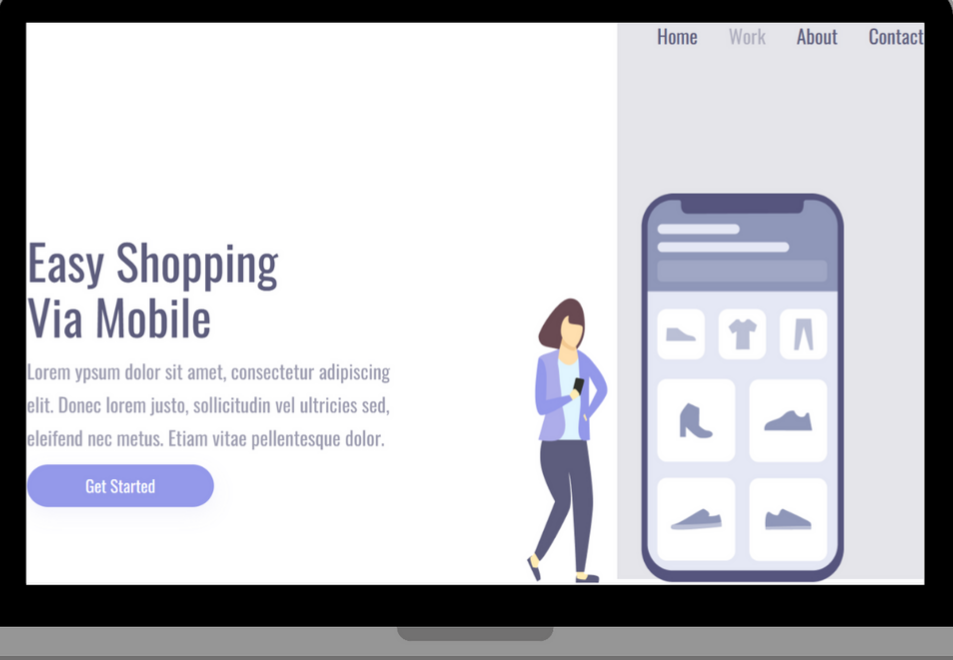 Home Work About Contact
Easy Shopping
Via Mobile
Lorem ypsum dolor sit amet, consectetur adipiscing
elit. Donec lorem justo, sollicitudin vel ultricies sed,
eleifend nec metus. Etiam vitae pellentesque dolor.
Get Started